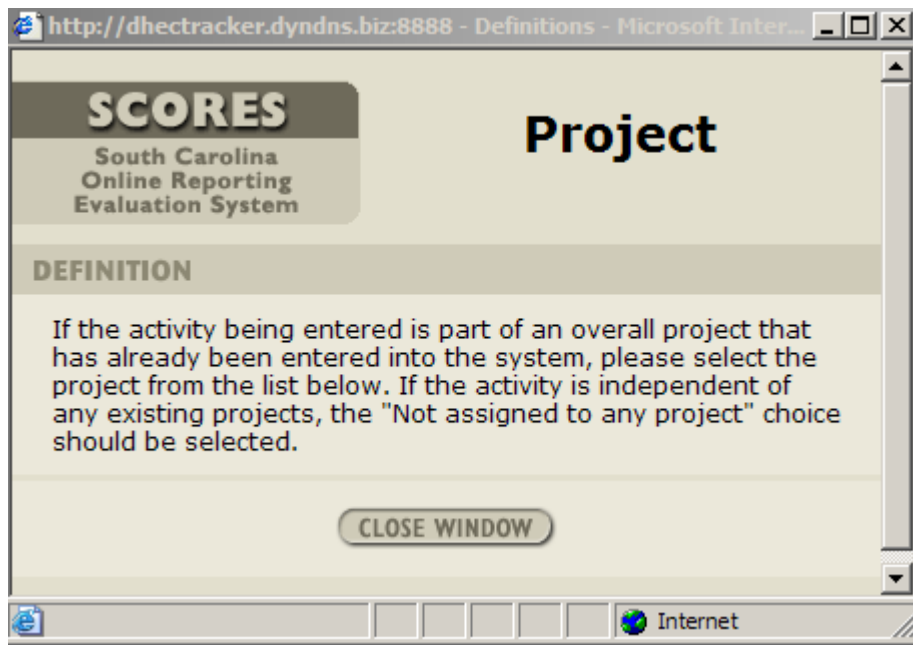 http://dhectracker.dyndns.biz:8888 - Definitions - Microsoft Inter...
SCORES
South Carolina
Online Reporting
Evaluation System
Project
DEFINITION
If the activity being entered is part of an overall project that
has already been entered into the system, please select the
project from the list below. If the activity is independent of
any existing projects, the "Not assigned to any project" choice
should be selected.
CLOSE WINDOW
Internet